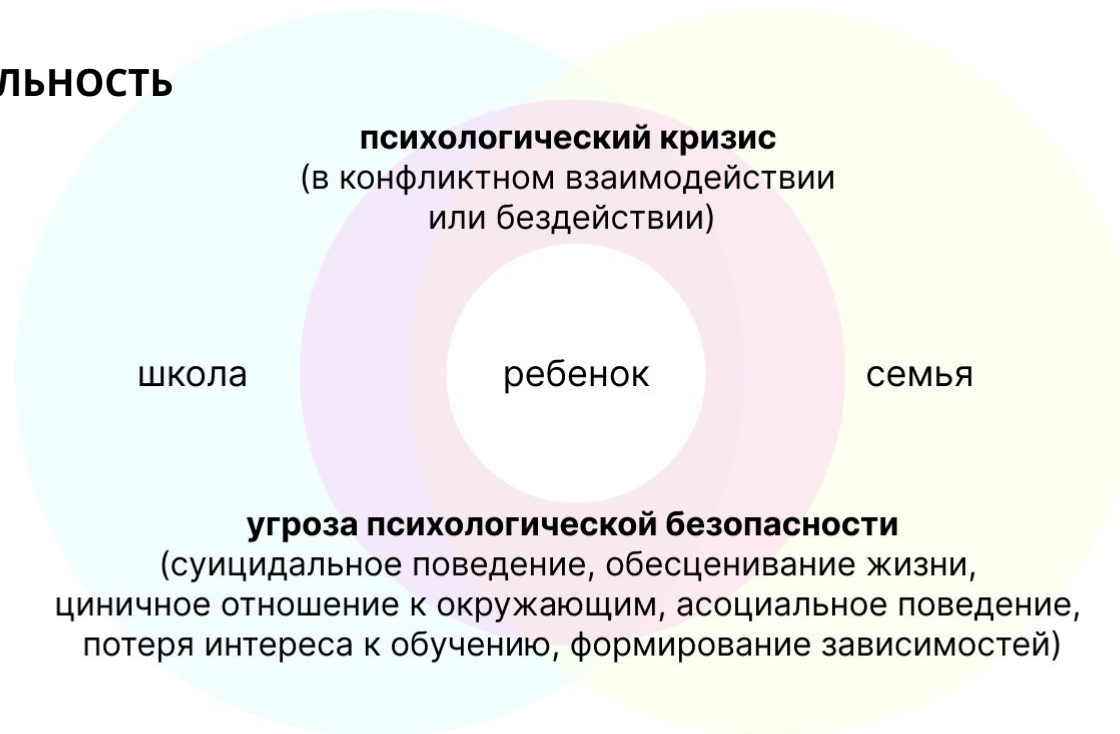 ЛЬНОСТЬ
психологический кризис
(в конфликтном взаимодействии
или бездействии)
школа ребенок семья
угроза психологической безопасности
(суицидальное поведение, обесценивание жизни,
циничное отношение к окружающим, асоциальное поведение,
потеря интереса к обучению, формирование зависимостей)